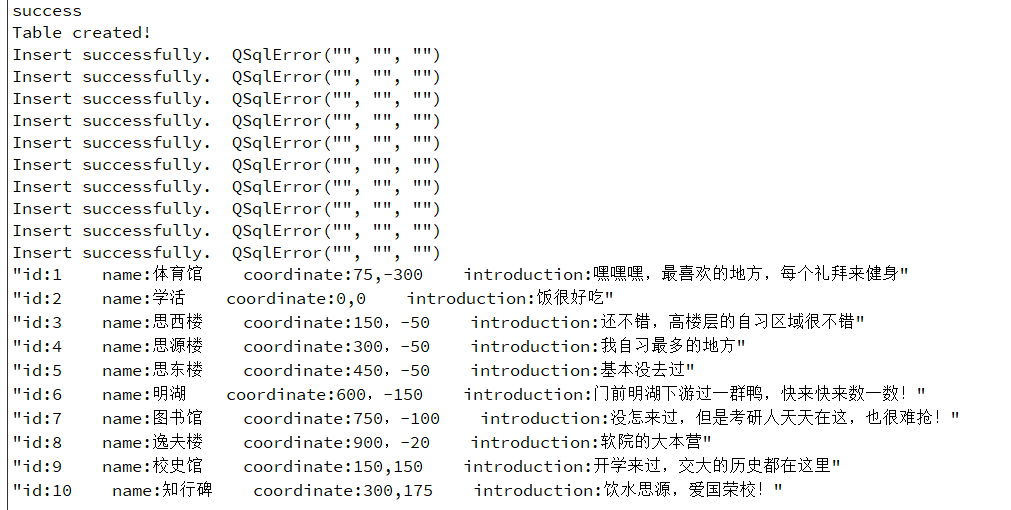 success
Table created!
Insert successfully.  QSqlError("", "", "")
Insert successfully.  QSqlError("", "", "")
Insert successfully.  QSqlError("", "", "")
Insert successfully.  QSqlError("", "", "")
Insert successfully.  QSqlError("", "", "")
Insert successfully.  QSqlError("", "", "")
Insert successfully.  QSqlError("", "", "")
Insert successfully.  QSqlError("", "", "")
Insert successfully.  QSqlError("", "", "")
Insert successfully.  QSqlError("", "", "")
"id:1    name:体育馆    coordinate:75,-300    introduction:嘿嘿嘿，最喜欢的地方，每个礼拜来健身"
"id:2    name:学活    coordinate:0,0    introduction:饭很好吃"
"id:3    name:思西楼    coordinate:150，-50    introduction:还不错，高楼层的自习区域很不错"
"id:4    name:思源楼    coordinate:300，-50    introduction:我自习最多的地方"
"id:5    name:思东楼    coordinate:450，-50    introduction:基本没去过"
"id:6    name:明湖    coordinate:600，-150    introduction:门前明湖下游过一群鸭，快来快来数一数！"
"id:7    name:图书馆    coordinate:750，-100    introduction:没怎来过，但是考研人天天在这，也很难抢！"
"id:8    name:逸夫楼    coordinate:900，-20    introduction:软院的大本营"
"id:9    name:校史馆    coordinate:150,150    introduction:开学来过，交大的历史都在这里"
"id:10    name:知行碑    coordinate:300,175    introduction:饮水思源，爱国荣校！"